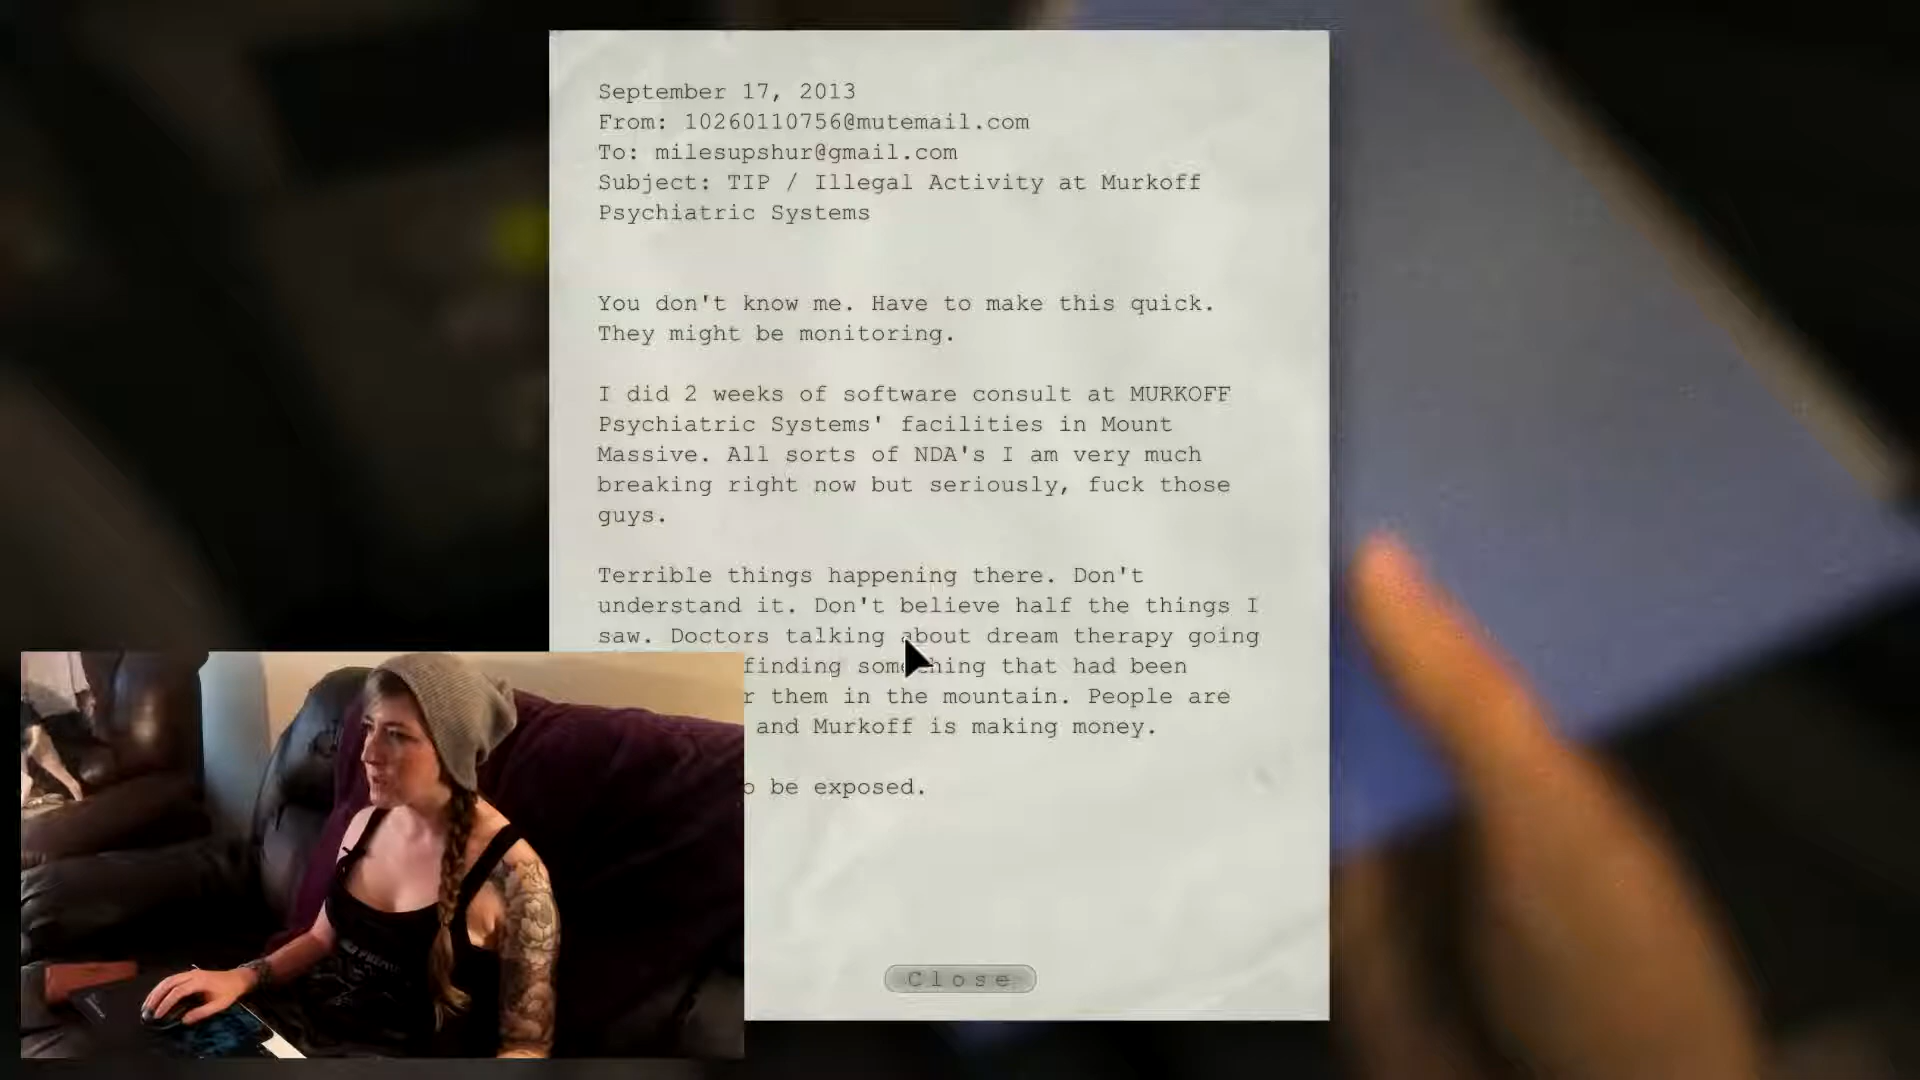 September 17, 2013
From: 10260110756@mutemail.com
To: milesupshur@gmail.com
Subject: TIP / Illegal Activity at Murkoff
Psychiatric Systems
You don't know me. Have to make this quick.
They might be monitoring.
I did 2 weeks of software consult at MURKOFF
Psychiatric Systems' facilities in Mount
Massive. All sorts of NDA's I am very much
breaking right now but seriously, fuck those
guys.
Terrible things happening there. Don't
understand it. Don't believe half the things I
saw. Doctors talking about dream therapy going
finding something that had been
them in the mountain. People are
and Murkoff is making money.
be exposed.
Close